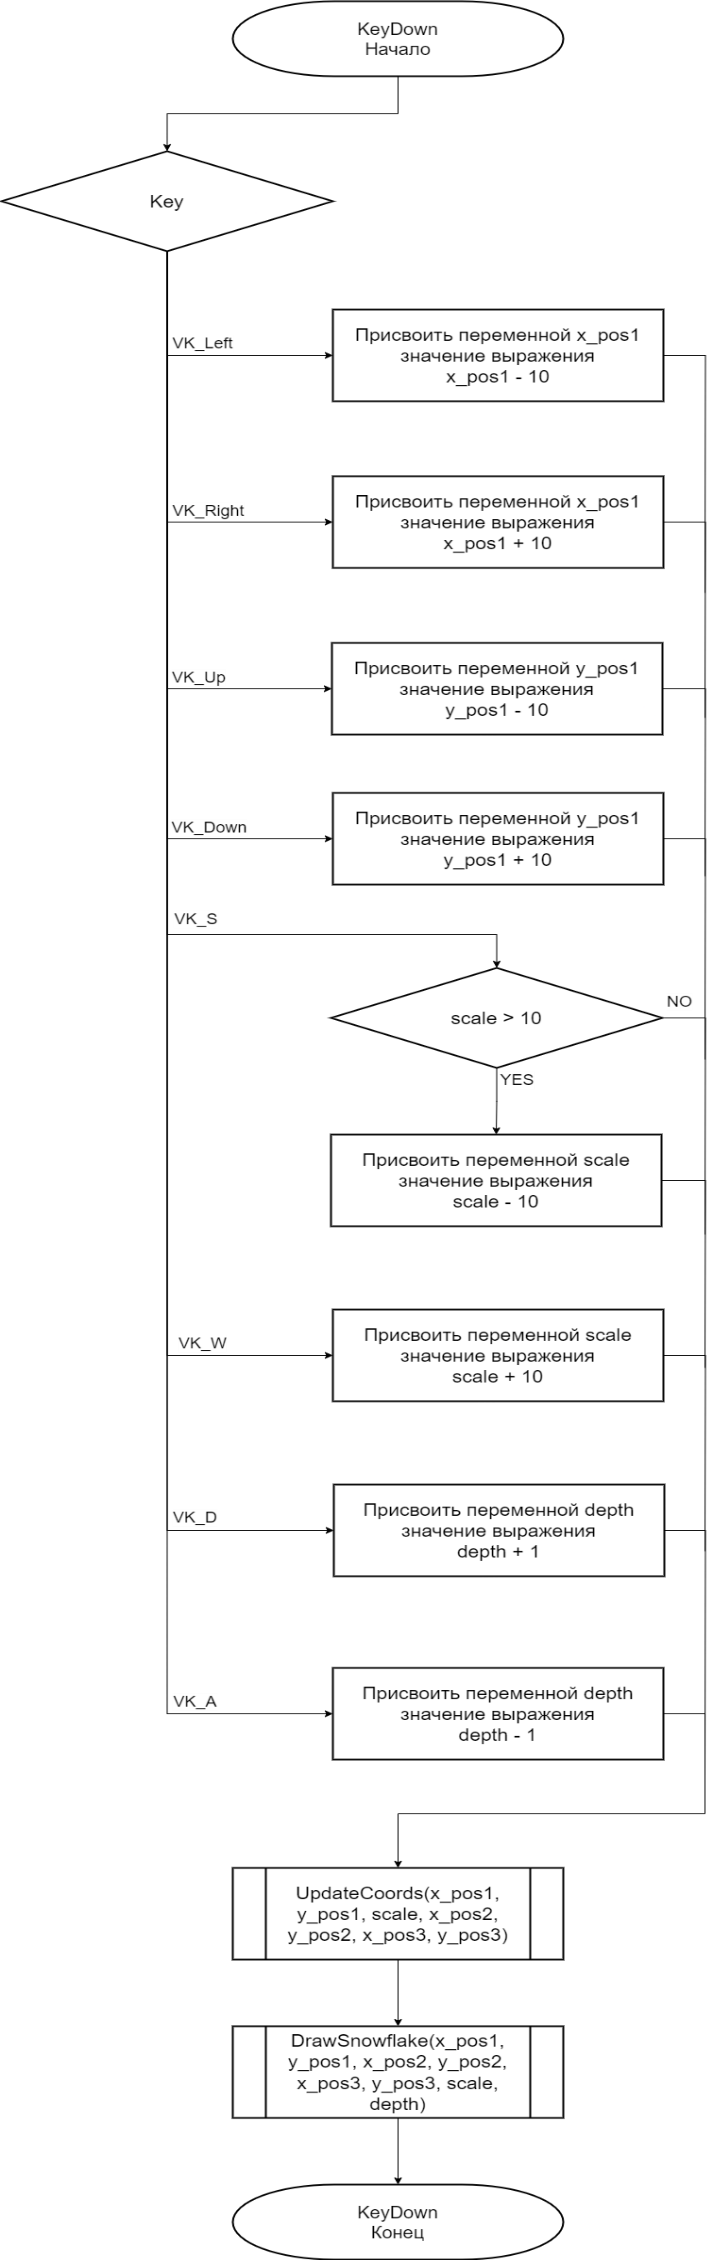 KeyDown
Начало
Key
VK_Left
Присвоить переменной x_pos1
значение выражения
x_pos1 - 10
VK_Right
Присвоить переменной x_pos1
значение выражения
x_pos1 + 10
VK_Up
Присвоить переменной y_pos1
значение выражения
y_pos1 - 10
VK_Down
Присвоить переменной y_pos1
значение выражения
y_pos1 + 10
VK_S
scale > 10
NO
YES
Присвоить переменной scale
значение выражения
scale - 10
VK_W
Присвоить переменной scale
значение выражения
scale + 10
VK_D
Присвоить переменной depth
значение выражения
depth + 1
VK_A
Присвоить переменной depth
значение выражения
depth - 1
UpdateCoords(x_pos1,
y_pos1, scale, x_pos2,
y_pos2, x_pos3, y_pos3)
DrawSnowflake(x_pos1,
y_pos1, x_pos2, y_pos2,
x_pos3, y_pos3, scale,
depth)
KeyDown
Конец